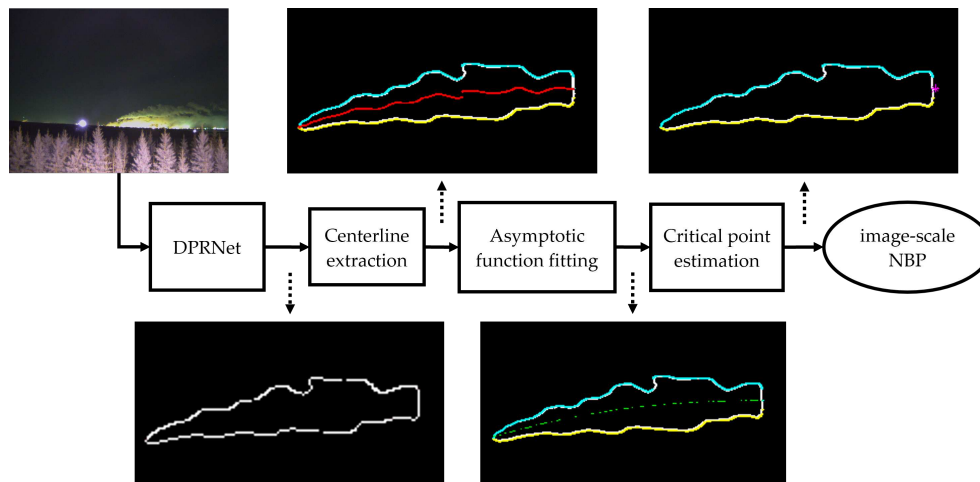 DPRNet
Centerline
extraction
Asymptotic
function fitting
Critical point
estimation
image-scale
NBP